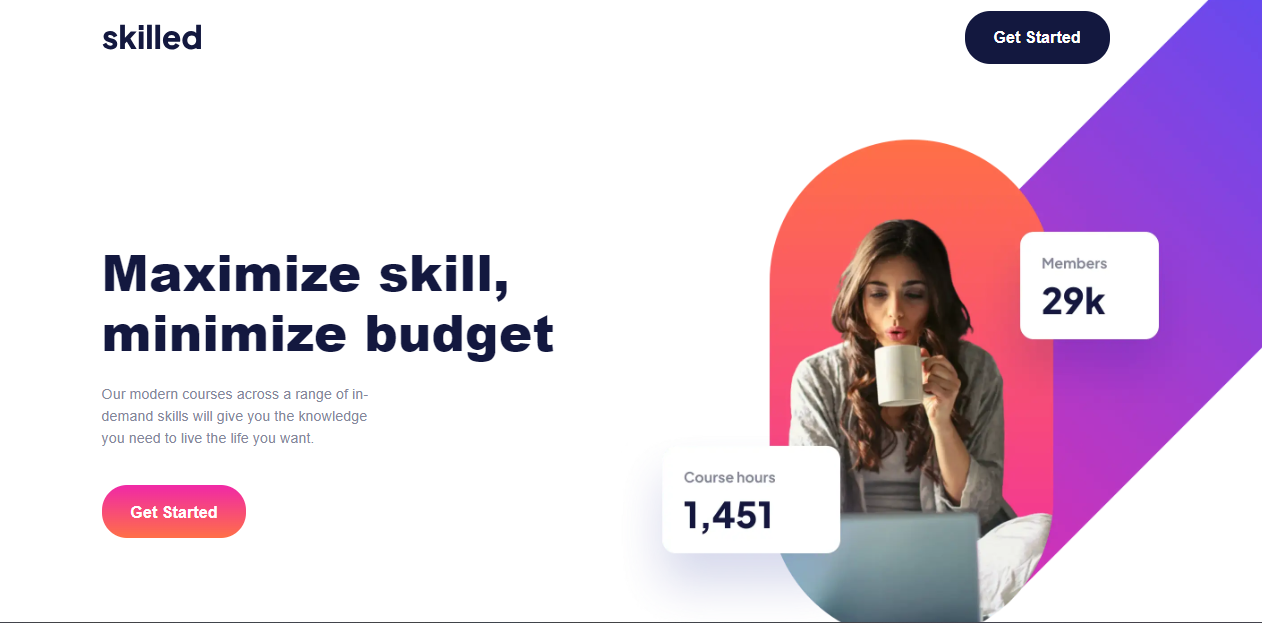 skilled
Get Started
Maximize skill,
minimize budget
Our modern courses across a range of in-
demand skills will give you the knowledge
you need to live the life you want.
Get Started
Members
29k
Course hours
1,451